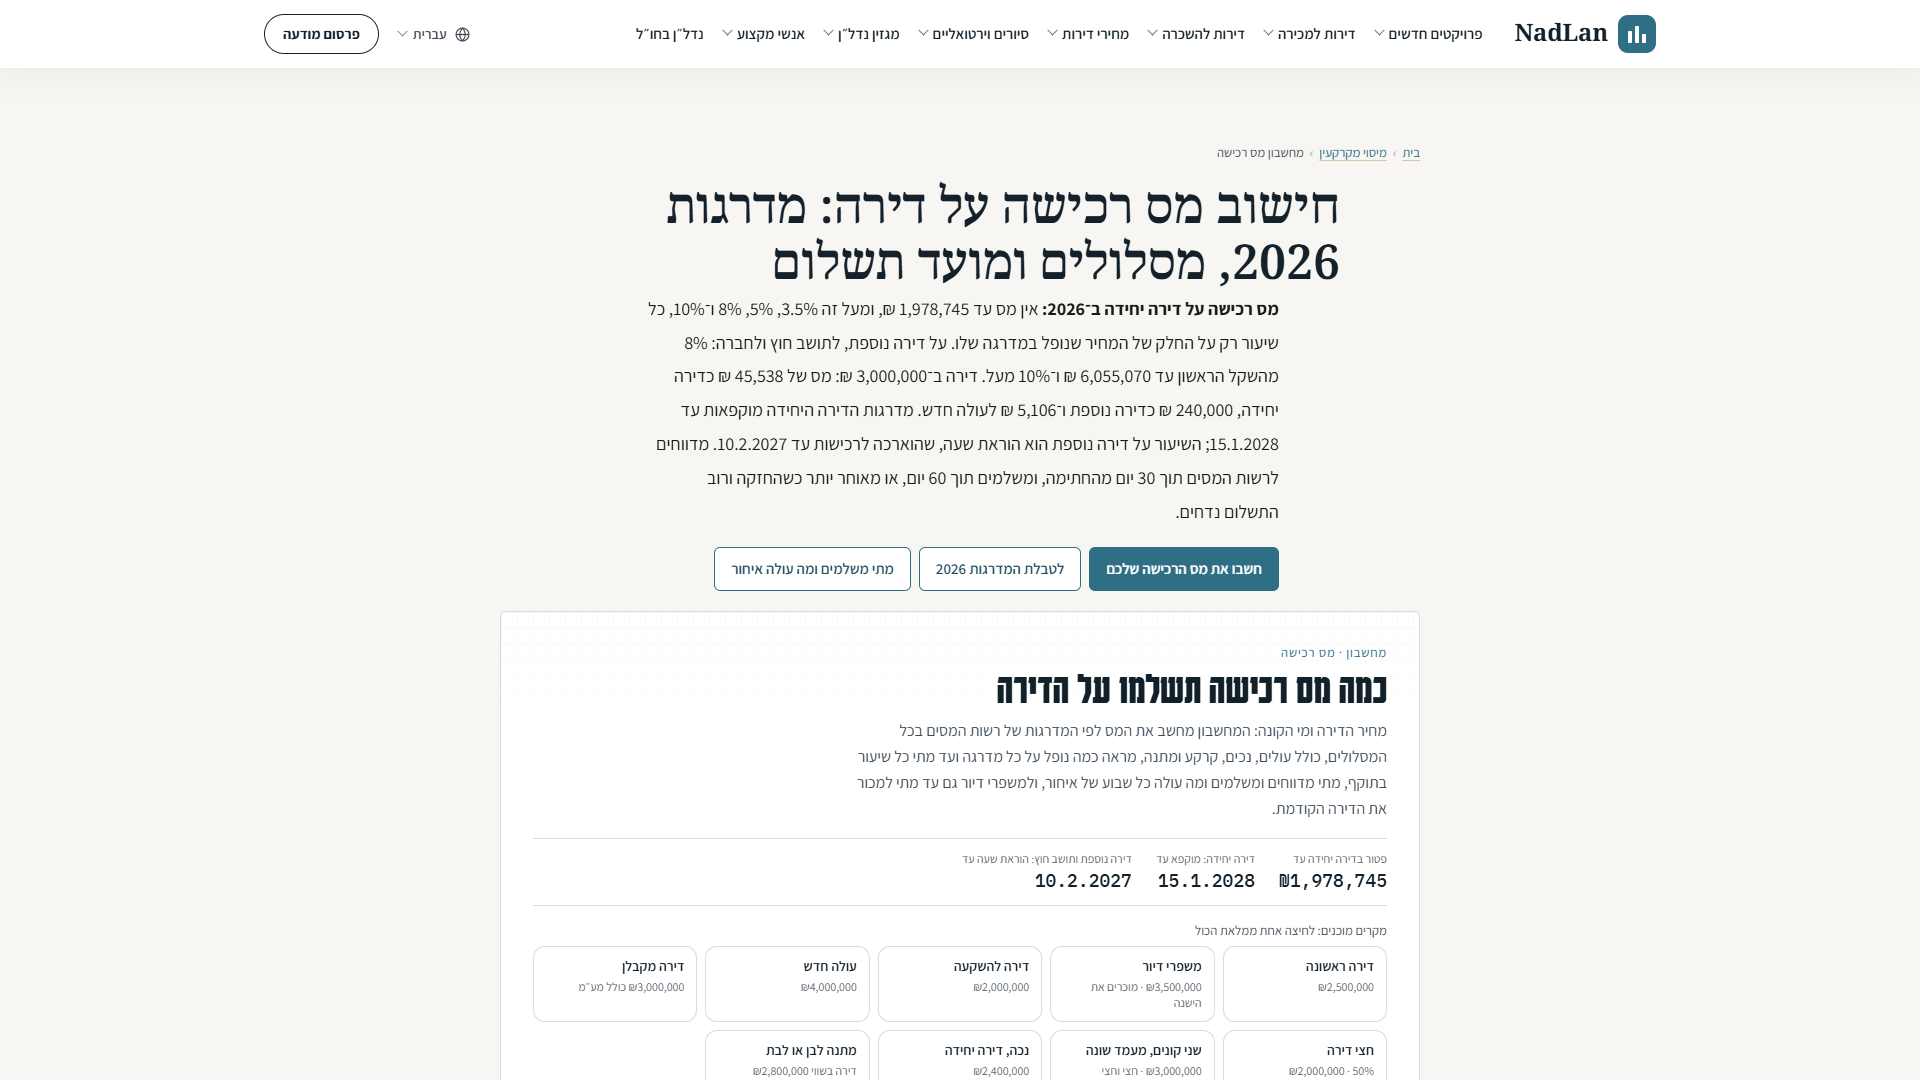 NadLan
פרויקטים חדשים
דירות למכירה
דירות להשכרה
מחירי דירות
סיורים וירטואליים
מגזין נדל״ן
אנשי מקצוע
נדל״ן בחו״ל
עברית
פרסום מודעה
בית › מיסוי מקרקעין › מחשבון מס רכישה
חישוב מס רכישה על דירה: מדרגות
2026, מסלולים ומועד תשלום
מס רכישה על דירה יחידה ב־2026: אין מס עד 1,978,745 ₪, ומעל זה 3.5%, 5%, 8% ו־10%, כל
שיעור רק על החלק של המחיר שנופל במדרגה שלו. על דירה נוספת, לתושב חוץ ולחברה: 8%
מהשקל הראשון עד 6,055,070 ₪ ו־10% מעל. דירה ב־3,000,000 ₪: מס של 45,538 ₪ כדירה
יחידה, 240,000 ₪ כדירה נוספת ו־5,106 ₪ לעולה חדש. מדרגות הדירה היחידה מוקפאות עד
15.1.2028; השיעור על דירה נוספת הוא הוראת שעה, שהוארכה לרכישות עד 10.2.2027. מדווחים
לרשות המסים תוך 30 יום מהחתימה, ומשלמים תוך 60 יום, או מאוחר יותר כשהחזקה ורוב
התשלום נדחים.
חשבו את מס הרכישה שלכם
לטבלת המדרגות 2026
מתי משלמים ומה עולה איחור
מחשבון · מס רכישה
כמה מס רכישה תשלמו על הדירה
מחיר הדירה ומי הקונה: המחשבון מחשב את המס לפי המדרגות של רשות המסים בכל
המסלולים, כולל עולים, נכים, קרקע ומתנה, מראה כמה נופל על כל מדרגה ועד מתי כל שיעור
בתוקף, מתי מדווחים ומשלמים ומה עולה כל שבוע של איחור, ולמשפרי דיור גם עד מתי למכור
את הדירה הקודמת.
פטור בדירה יחידה עד
₪1,978,745
דירה יחידה: מוקפא עד
15.1.2028
דירה נוספת ותושב חוץ: הוראת שעה עד
10.2.2027
מקרים מוכנים: לחיצה אחת ממלאת הכול
דירה ראשונה
₪2,500,000
משפרי דיור
₪3,500,000 · מוכרים את
הישנה
דירה להשקעה
₪2,000,000
עולה חדש
₪4,000,000
דירה מקבלן
₪3,000,000 כולל מע״מ
חצי דירה
50% · ₪2,000,000
שני קונים, מעמד שונה
₪3,000,000 · חצי וחצי
נכה, דירה יחידה
₪2,400,000
מתנה לבן או לבת
דירה בשווי ₪2,800,000